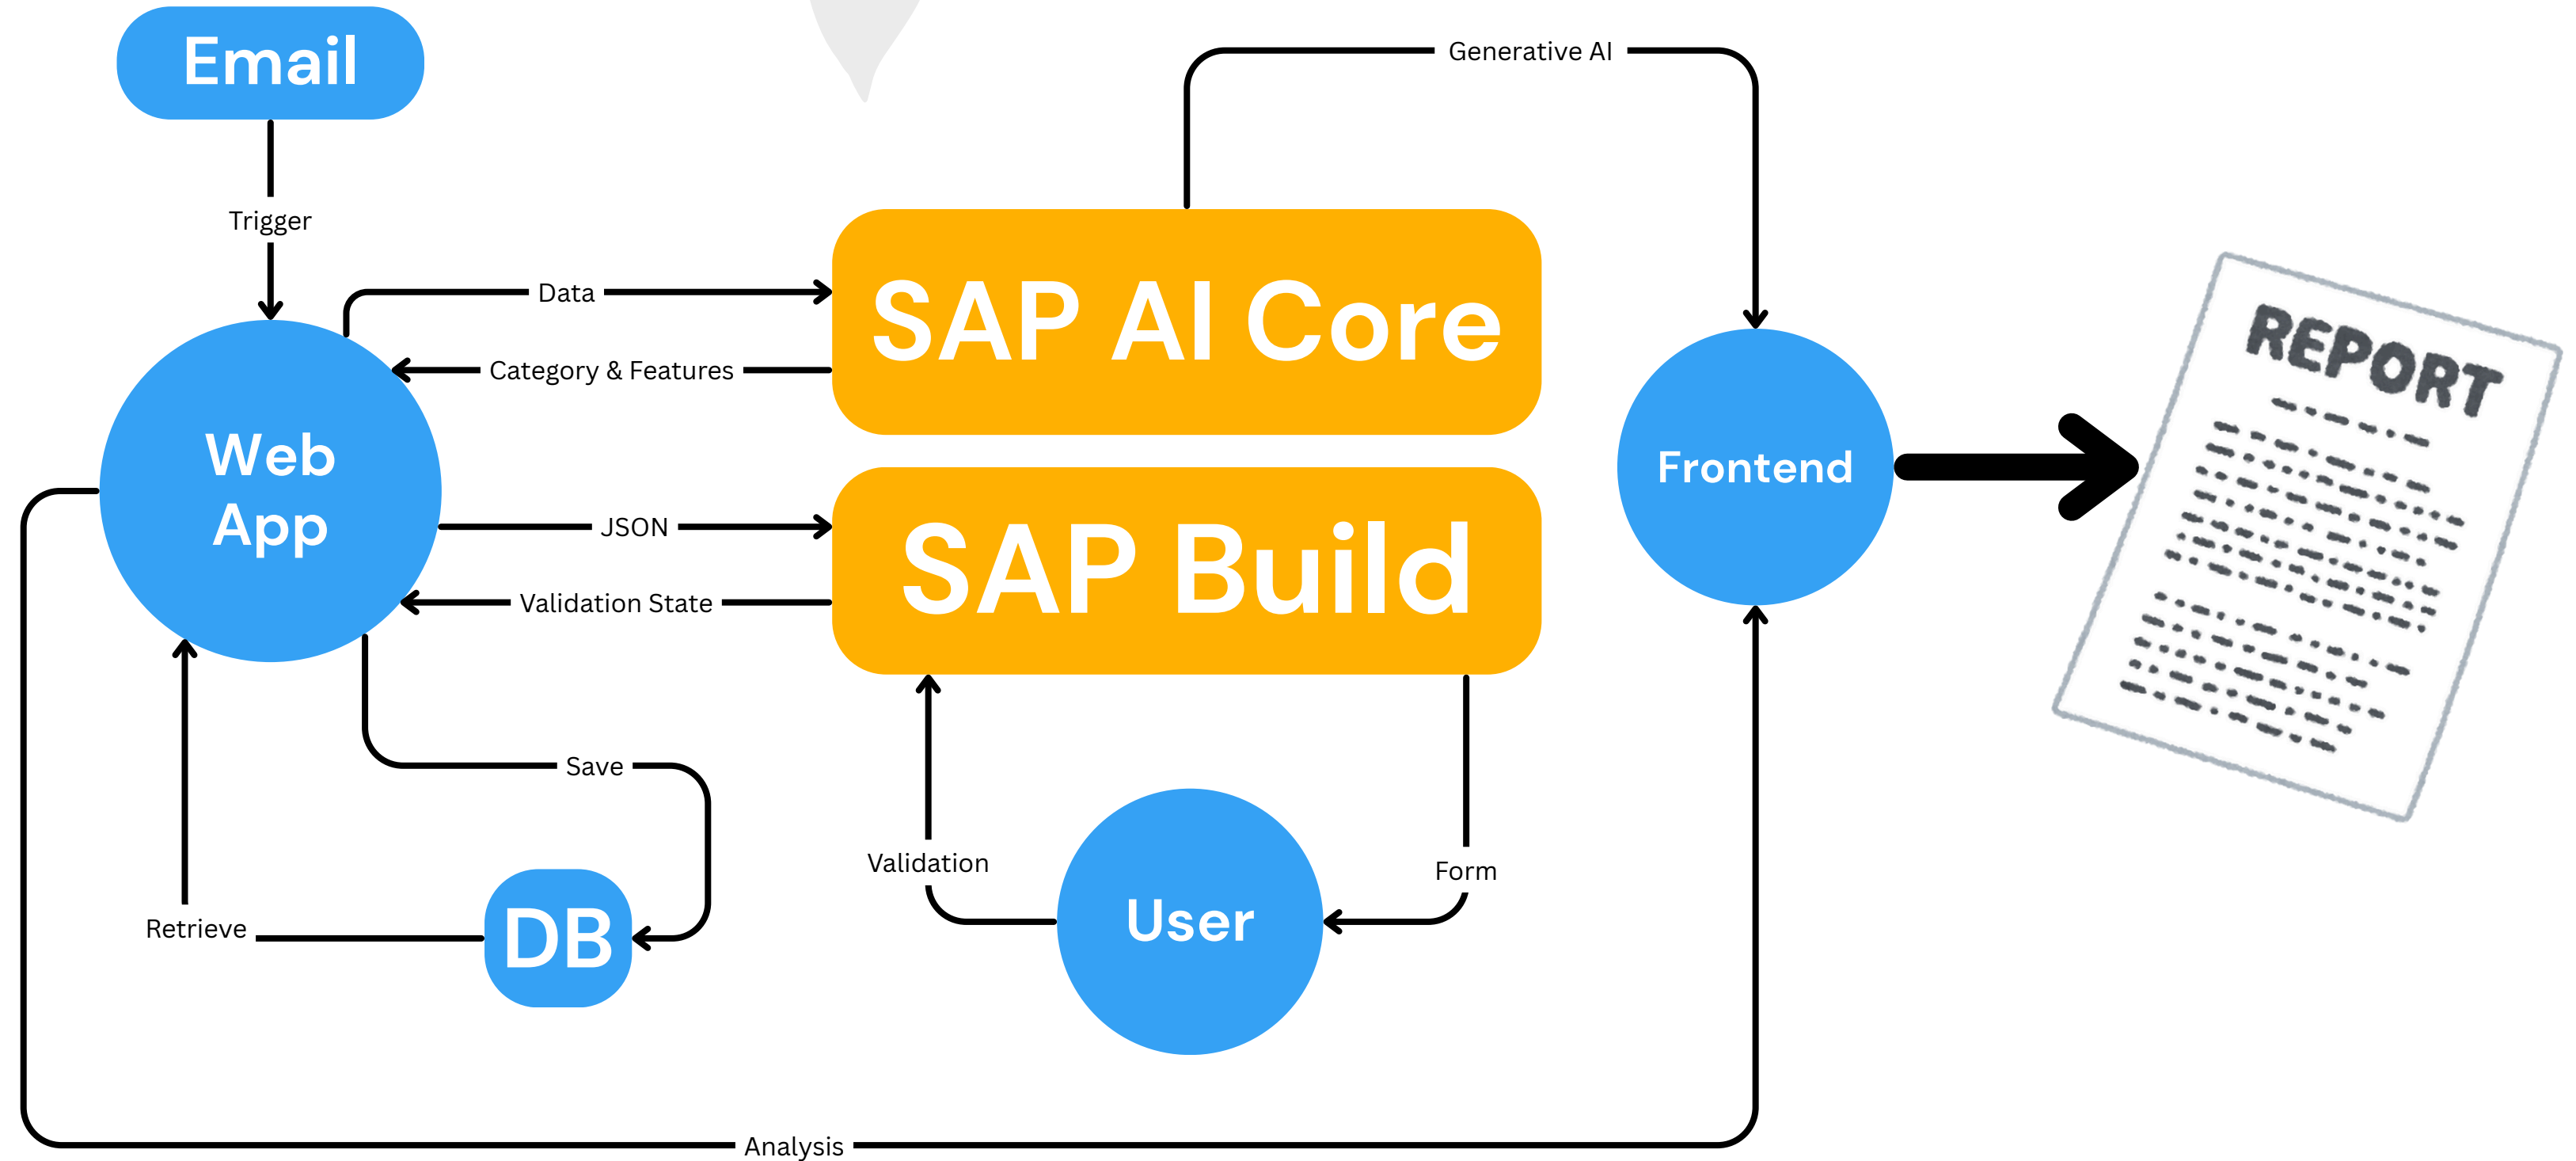 Email
Generative AI
Trigger
Data
SAP AI Core
Category & Features
REPORT
Web
App
Frontend
JSON
SAP Build
Validation State
Save
Validation
Form
User
Retrieve
DB
Analysis